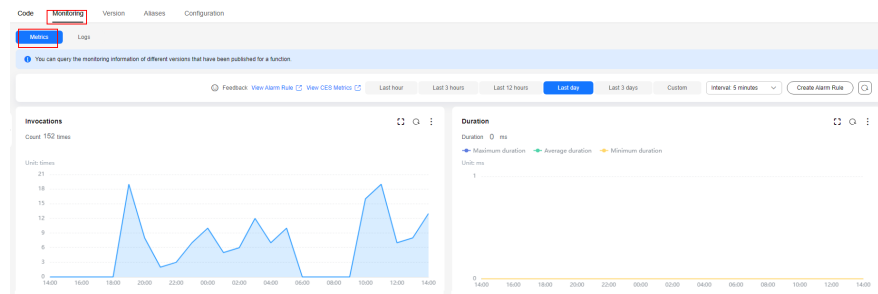 Code Monitoring Version Aliases Configuration
Metrics Logs
You can query the monitoring information of different versions that have been published for a function.
Feedback View Alarm Rule View CES Metrics Last hour Last 3 hours Last 12 hours Last day Last 3 days Custom Interval: 5 minutes Create Alarm Rule
Invocations
Count 152 times
Unit: times
21
18
15
12
9
6
3
0
14:00 16:00 18:00 20:00 22:00 00:00 02:00 04:00 06:00 08:00 10:00 12:00 14:00
Duration
Duration 0 ms
Maximum duration Average duration Minimum duration
Unit: ms
1
0
14:00 16:00 18:00 20:00 22:00 00:00 02:00 04:00 06:00 08:00 10:00 12:00 14:00